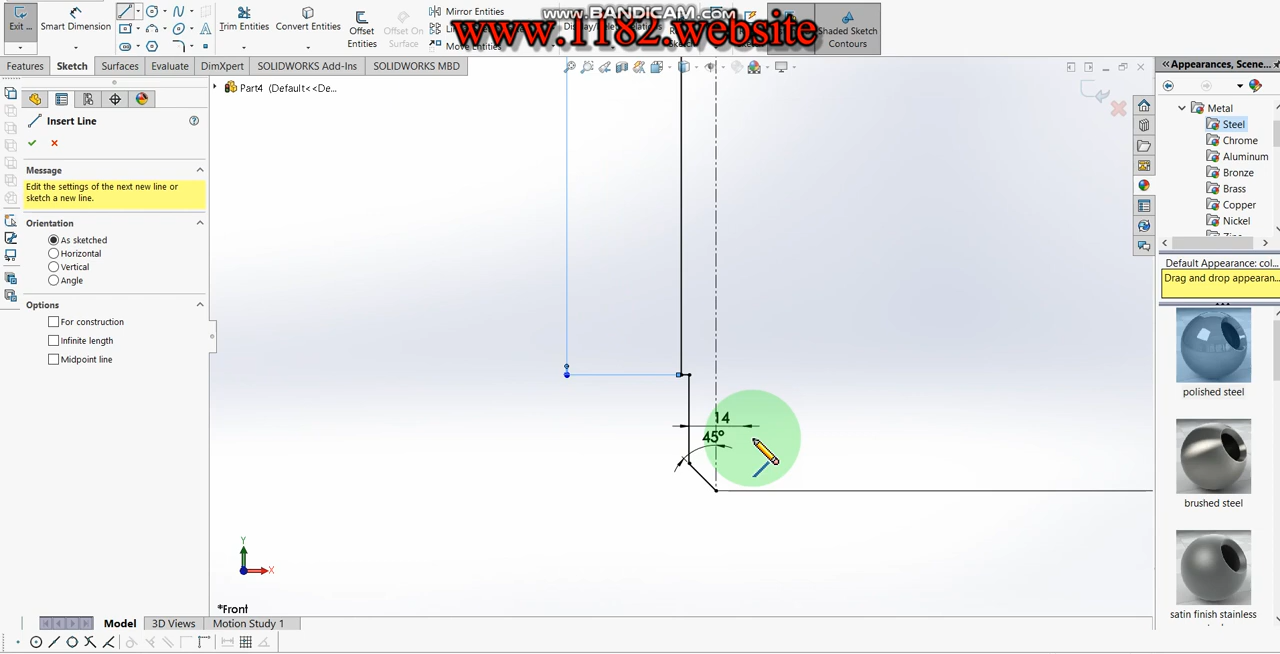 www.BANDICAM.com
www.1182.website
Exit ...
Smart Dimension
Trim Entities
Convert Entities
Offset
Entities
Offset On
Surface
Mirror Entities
Move Entities
Shaded Sketch
Contours
Features
Sketch
Surfaces
Evaluate
DimXpert
SOLIDWORKS Add-Ins
SOLIDWORKS MBD
Part4 (Default<<De...
Insert Line
Message
Edit the settings of the next new line or
sketch a new line.
Orientation
As sketched
Horizontal
Vertical
Angle
Options
For construction
Infinite length
Midpoint line
14
45°
Y
X
*Front
Model
3D Views
Motion Study 1
Appearances, Scene...
Metal
Steel
Chrome
Aluminum
Bronze
Brass
Copper
Nickel
Default Appearance: col...
Drag and drop appearan...
polished steel
brushed steel
satin finish stainless